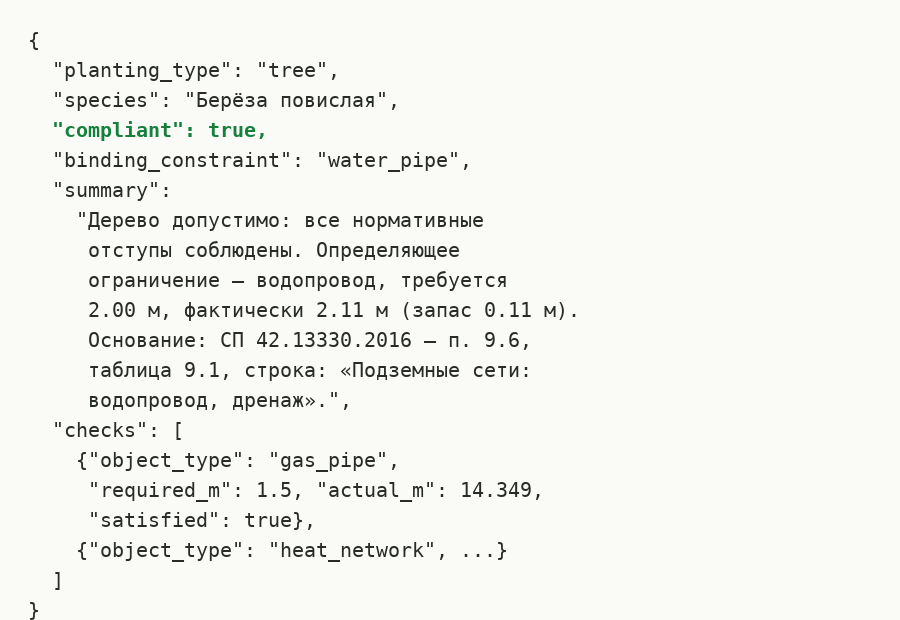 {
"planting_type": "tree",
"species": "Берёза повислая",
"compliant": true,
"binding_constraint": "water_pipe",
"summary":
"Дерево допустимо: все нормативные
отступы соблюдены. Определяющее
ограничение — водопровод, требуется
2.00 м, фактически 2.11 м (запас 0.11 м).
Основание: СП 42.13330.2016 — п. 9.6,
таблица 9.1, строка: «Подземные сети:
водопровод, дренаж».",
"checks": [
{"object_type": "gas_pipe",
"required_m": 1.5, "actual_m": 14.349,
"satisfied": true},
{"object_type": "heat_network", ...}
]
}